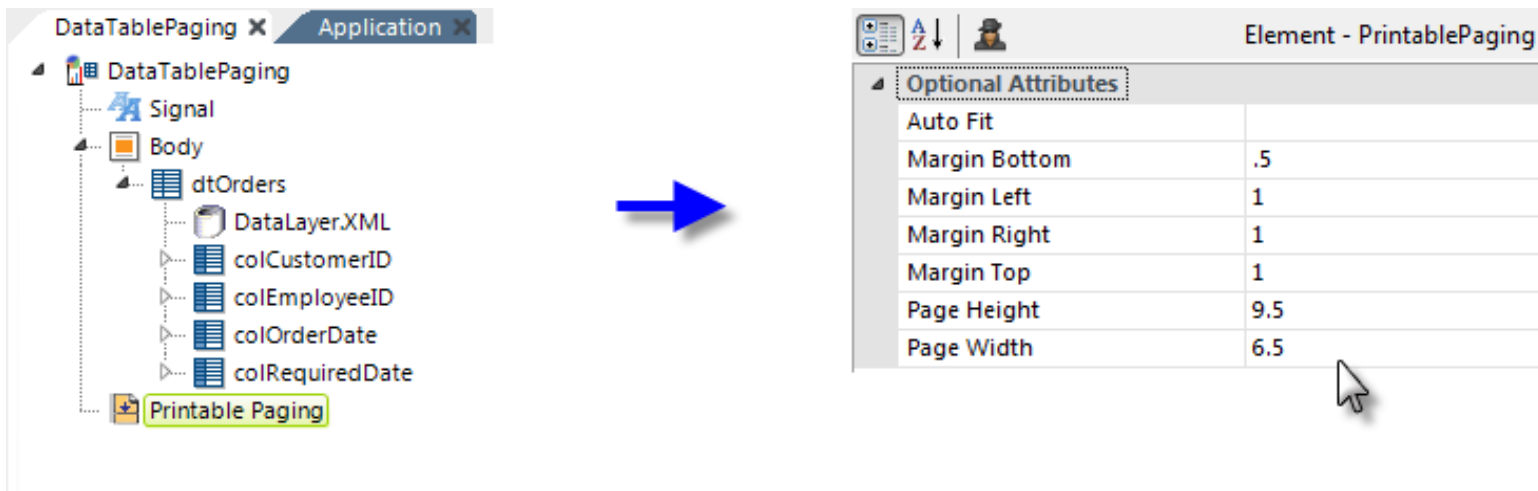 DataTablePaging Application
DataTablePaging
Signal
Body
dtOrders
DataLayer.XML
colCustomerID
colEmployeeID
colOrderDate
colRequiredDate
Printable Paging
A Z Element - PrintablePaging
Optional Attributes
Auto Fit
Margin Bottom .5
Margin Left 1
Margin Right 1
Margin Top 1
Page Height 9.5
Page Width 6.5